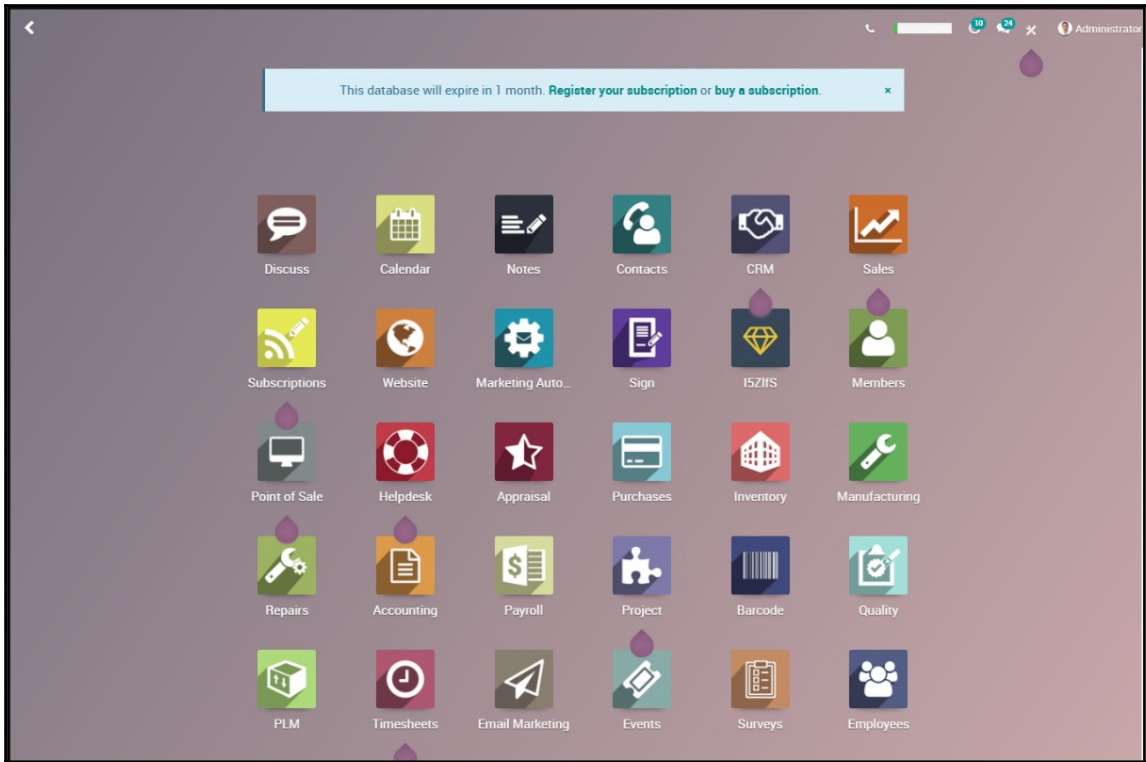 10 24 Administrator
This database will expire in 1 month. Register your subscription or buy a subscription. ×
Discuss Calendar Notes Contacts CRM Sales
Subscriptions Website Marketing Auto... Sign I5ZIfS Members
Point of Sale Helpdesk Appraisal Purchases Inventory Manufacturing
Repairs Accounting Payroll Project Barcode Quality
PLM Timesheets Email Marketing Events Surveys Employees